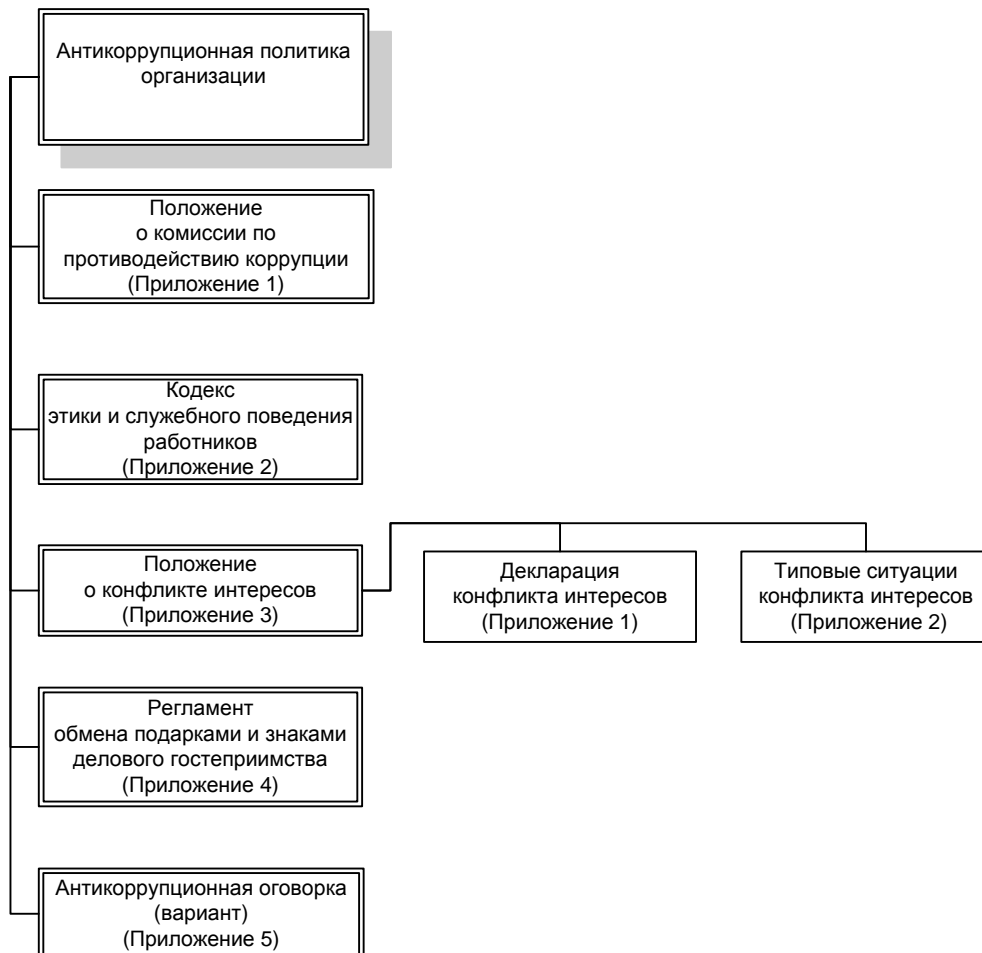 Антикоррупционная политика
организации
Положение
о комиссии по
противодействию коррупции
(Приложение 1)
Кодекс
этики и служебного поведения
работников
(Приложение 2)
Положение
о конфликте интересов
(Приложение 3)
Декларация
конфликта интересов
(Приложение 1)
Типовые ситуации
конфликта интересов
(Приложение 2)
Регламент
обмена подарками и знаками
делового гостеприимства
(Приложение 4)
Антикоррупционная оговорка
(вариант)
(Приложение 5)